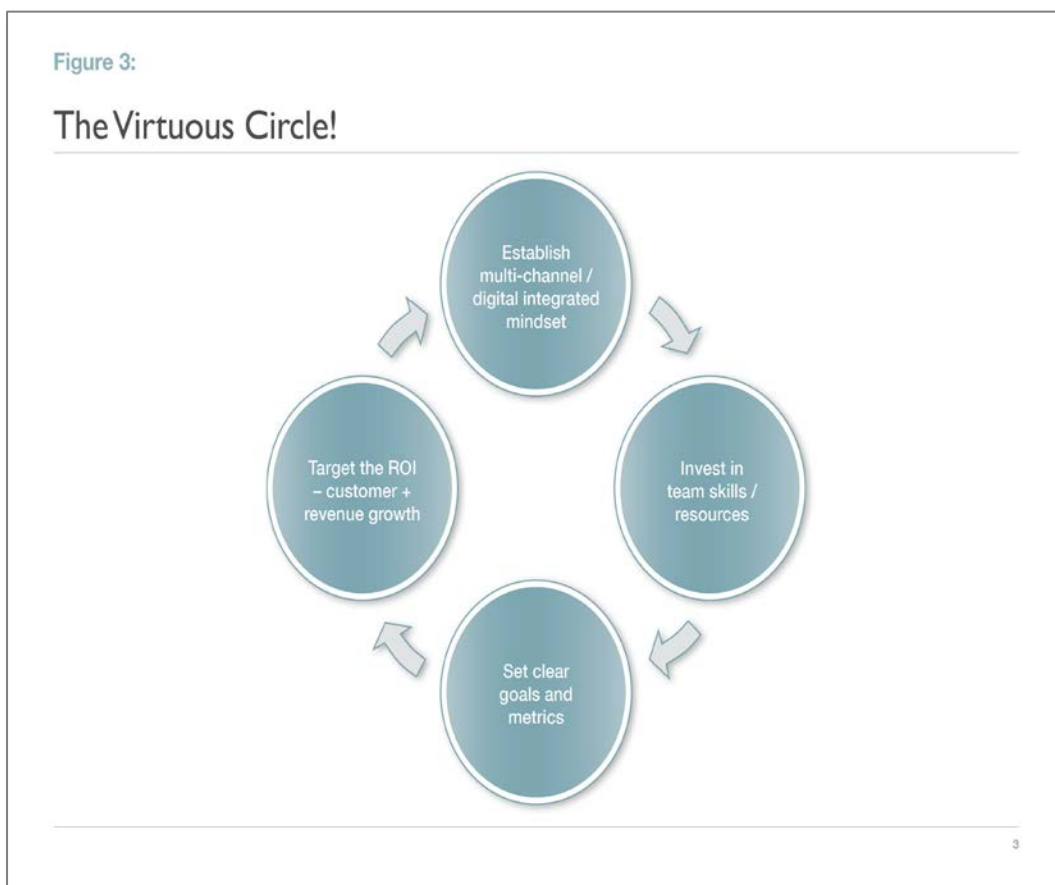 Figure 3:
The Virtuous Circle!
Establish
multi-channel /
digital integrated
mindset
Invest in
team skills /
resources
Set clear
goals and
metrics
Target the ROI
– customer +
revenue growth
3